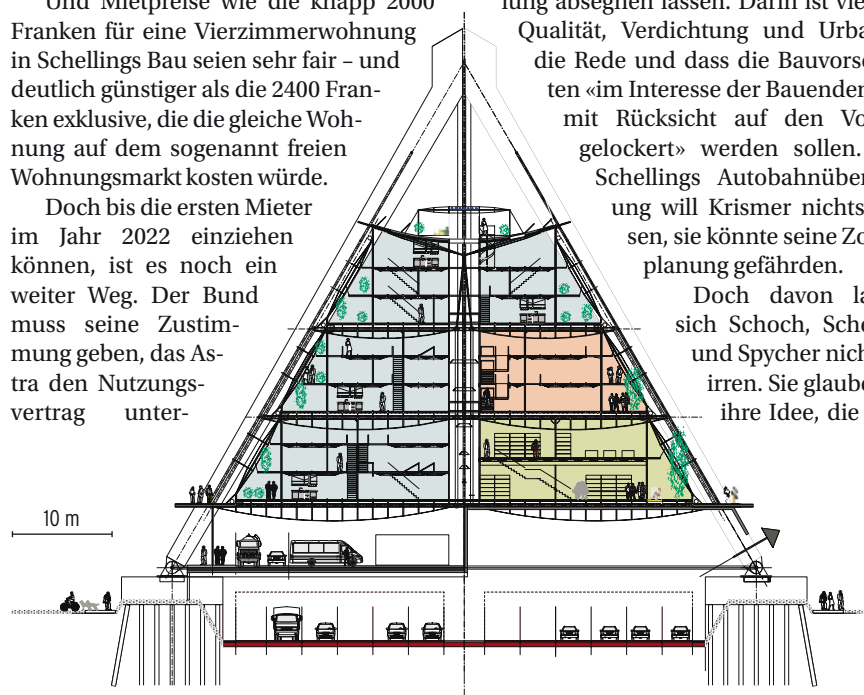 Und Mietpreise wie die knapp 2000
Franken für eine Vierzimmerwohnung
in Schellings Bau seien sehr fair – und
deutlich günstiger als die 2400 Fran-
ken exklusive, die die gleiche Woh-
nung auf dem sogenannt freien
Wohnungsmarkt kosten würde.
Doch bis die ersten Mieter
im Jahr 2022 einziehen
können, ist es noch ein
weiter Weg. Der Bund
muss seine Zustim-
mung geben, das As-
tra den Nutzungs-
vertrag unter-
lung absegnen lassen. Darin ist vie
Qualität, Verdichtung und Urba
die Rede und dass die Bauvorsc
ten «im Interesse der Bauenden
mit Rücksicht auf den Vo
gelockert» werden sollen.
Schellings Autobahnüber
ung will Krismer nichts
sen, sie könnte seine Zo
planung gefährden.
Doch davon la
sich Schoch, Sche
und Spycher nich
irren. Sie glaube
ihre Idee, die
10 m